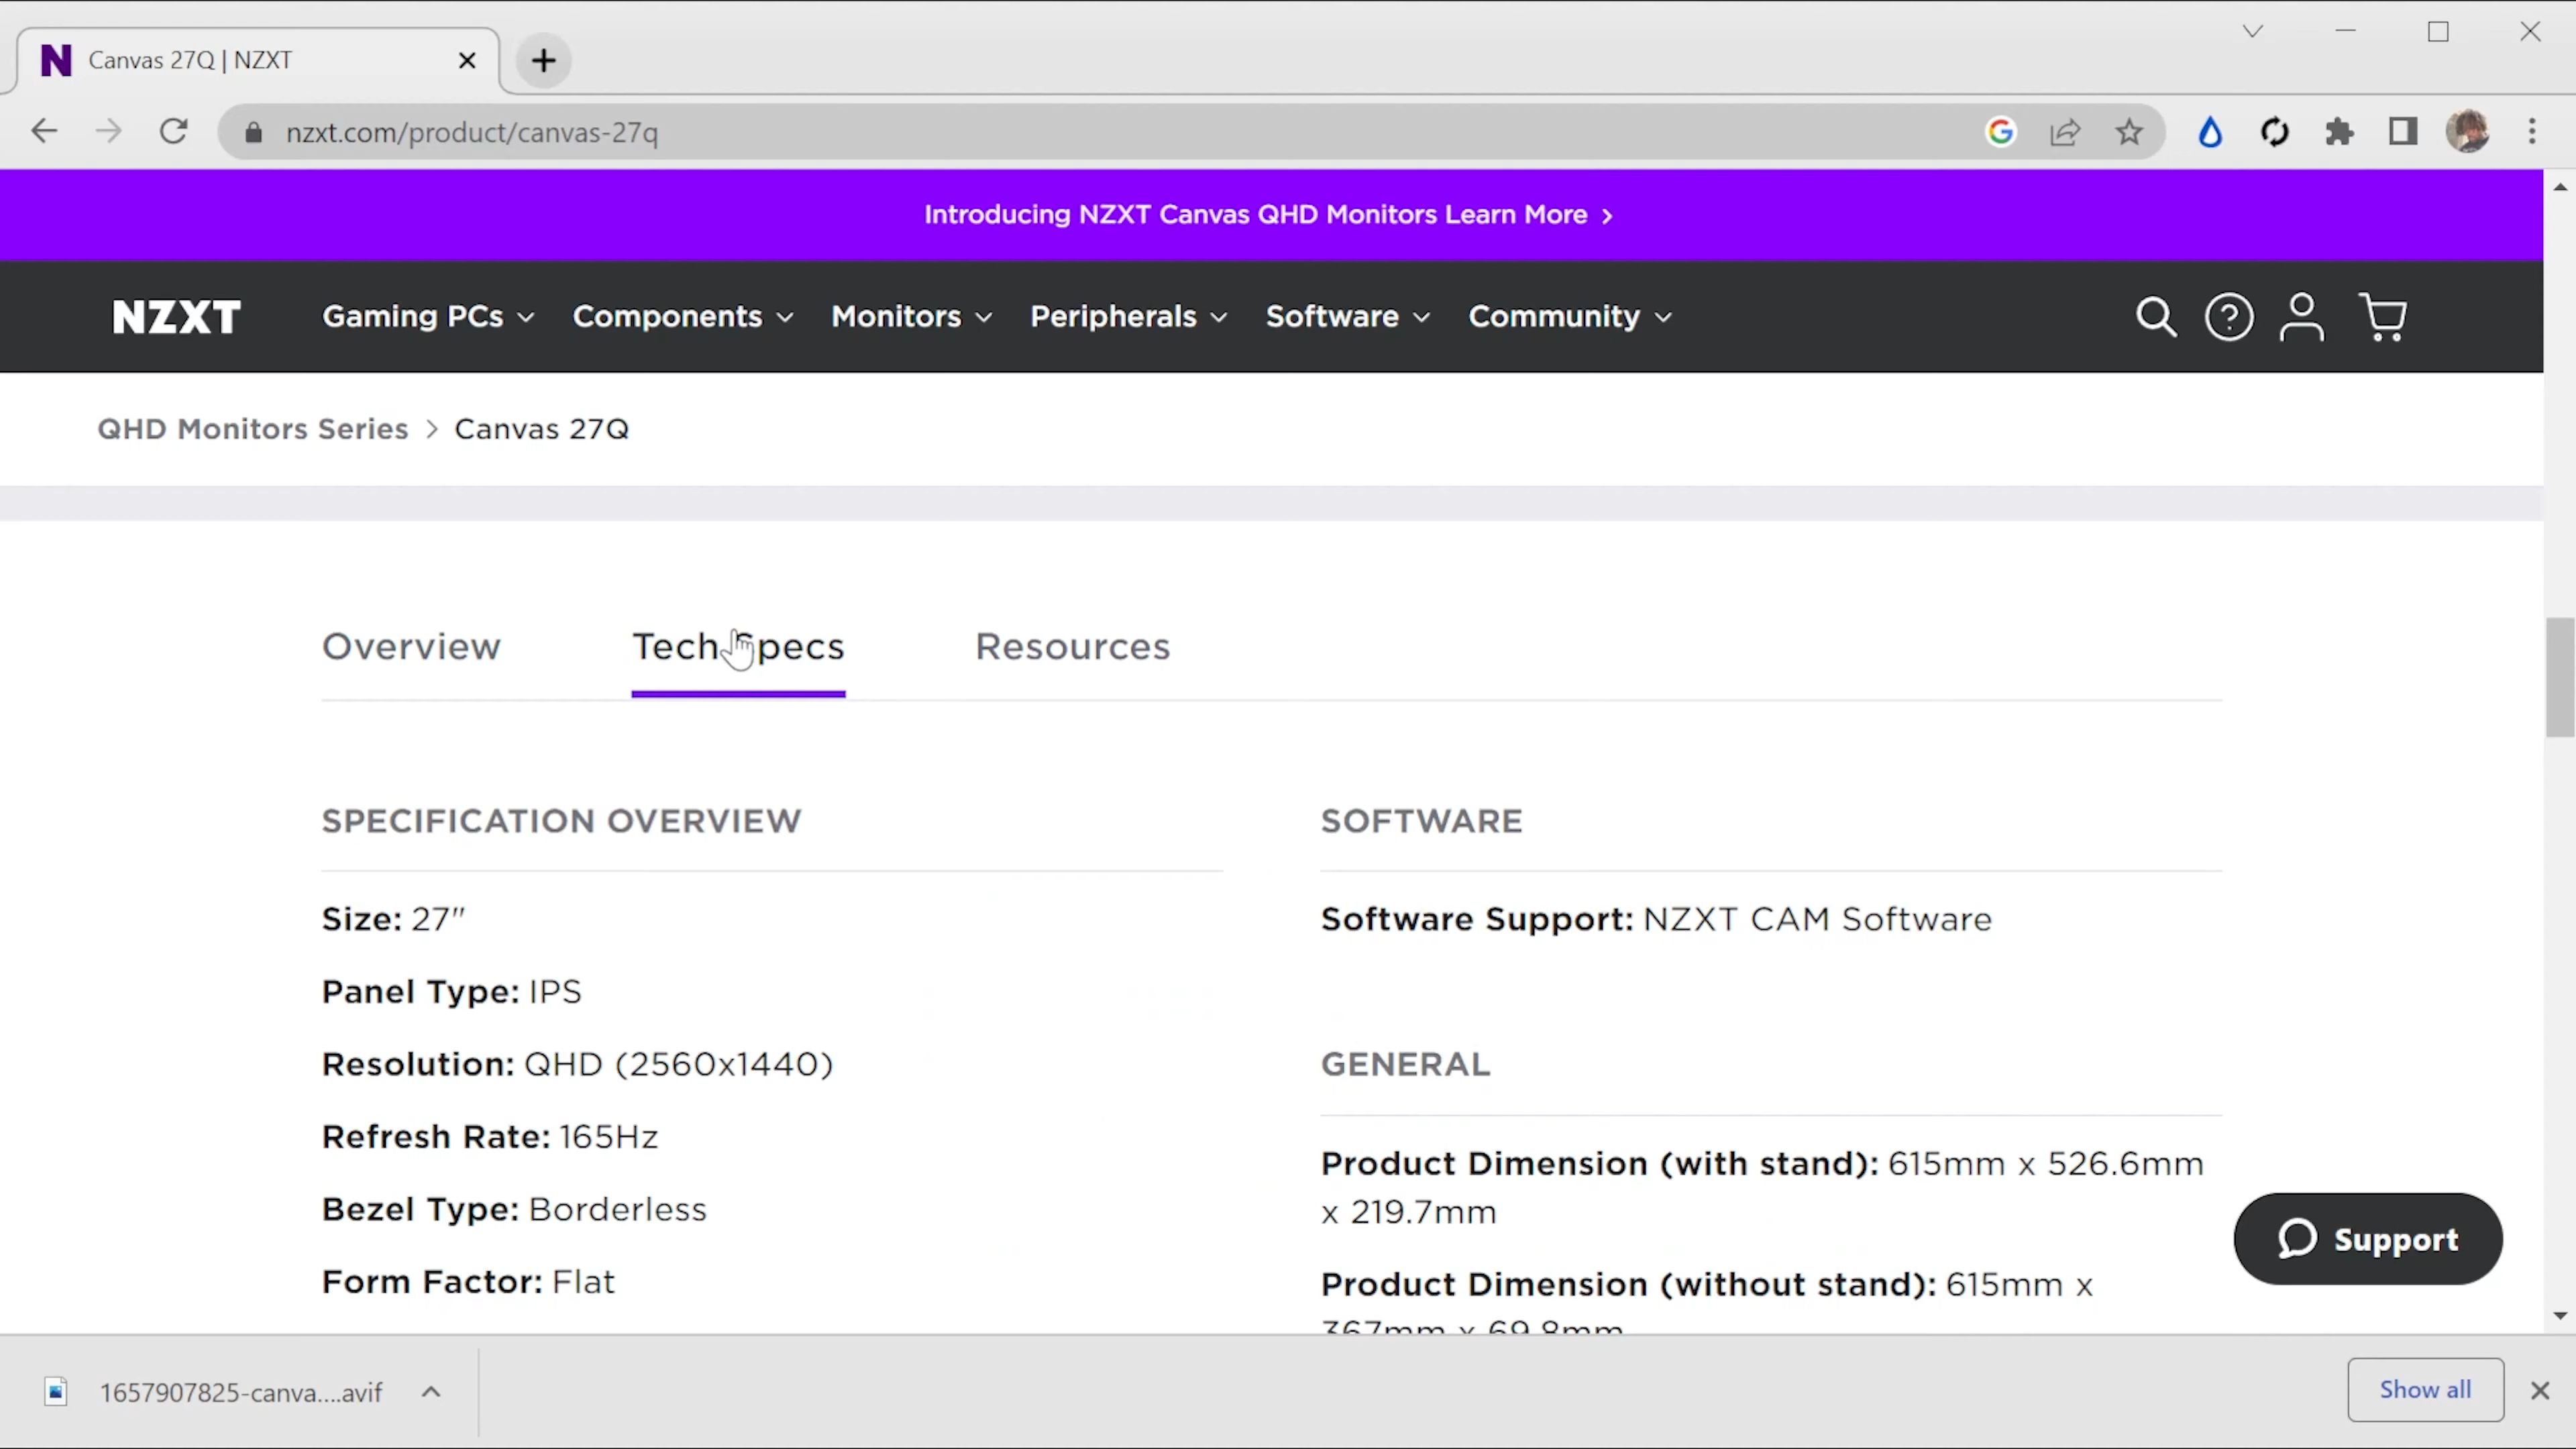 Canvas 27Q | NZXT
nzxt.com/product/canvas-27q
Introducing NZXT Canvas QHD Monitors Learn More
NZXT Gaming PCs Components Monitors Peripherals Software Community
QHD Monitors Series > Canvas 27Q
Overview Tech Specs Resources
SPECIFICATION OVERVIEW
Size: 27"
Panel Type: IPS
Resolution: QHD (2560x1440)
Refresh Rate: 165Hz
Bezel Type: Borderless
Form Factor: Flat
SOFTWARE
Software Support: NZXT CAM Software
GENERAL
Product Dimension (with stand): 615mm x 526.6mm
x 219.7mm
Product Dimension (without stand): 615mm x
367mm x 69.8mm
Support
1657907825-canva....avif
Show all